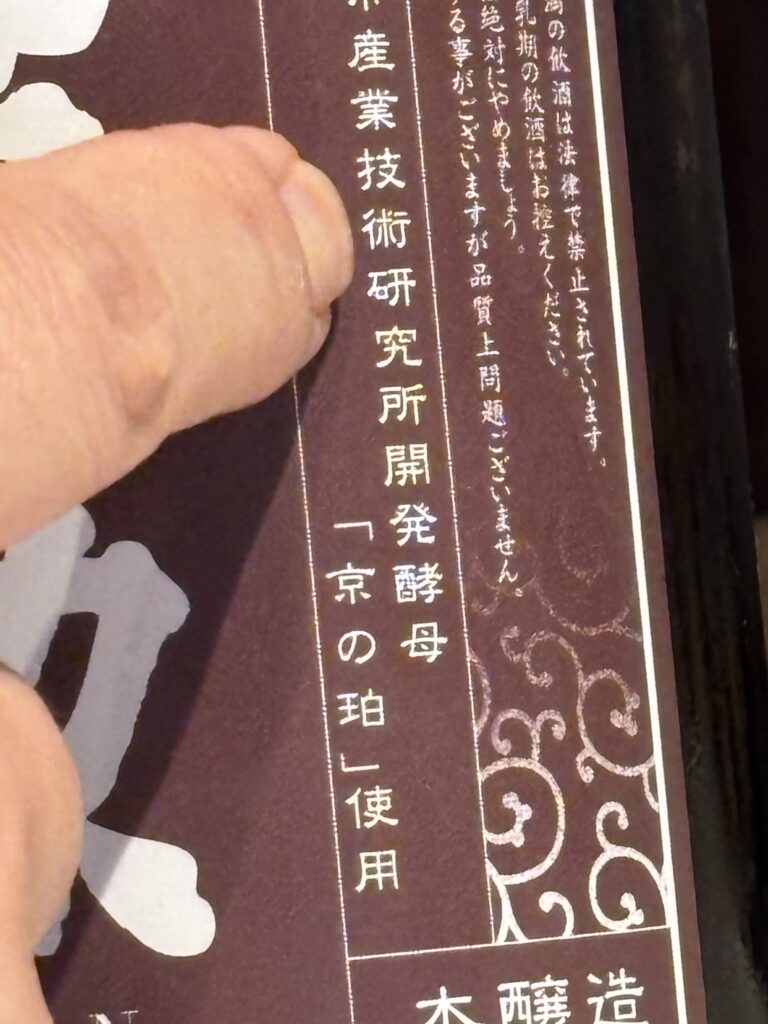 の飲酒は法律で禁止されています。
乳期の飲酒はお控えください。
絶対にやめましょう。
る事がございますが品質上問題ございません。
産業技術研究所開発酵母
「京の珀」使用
本醸造
N